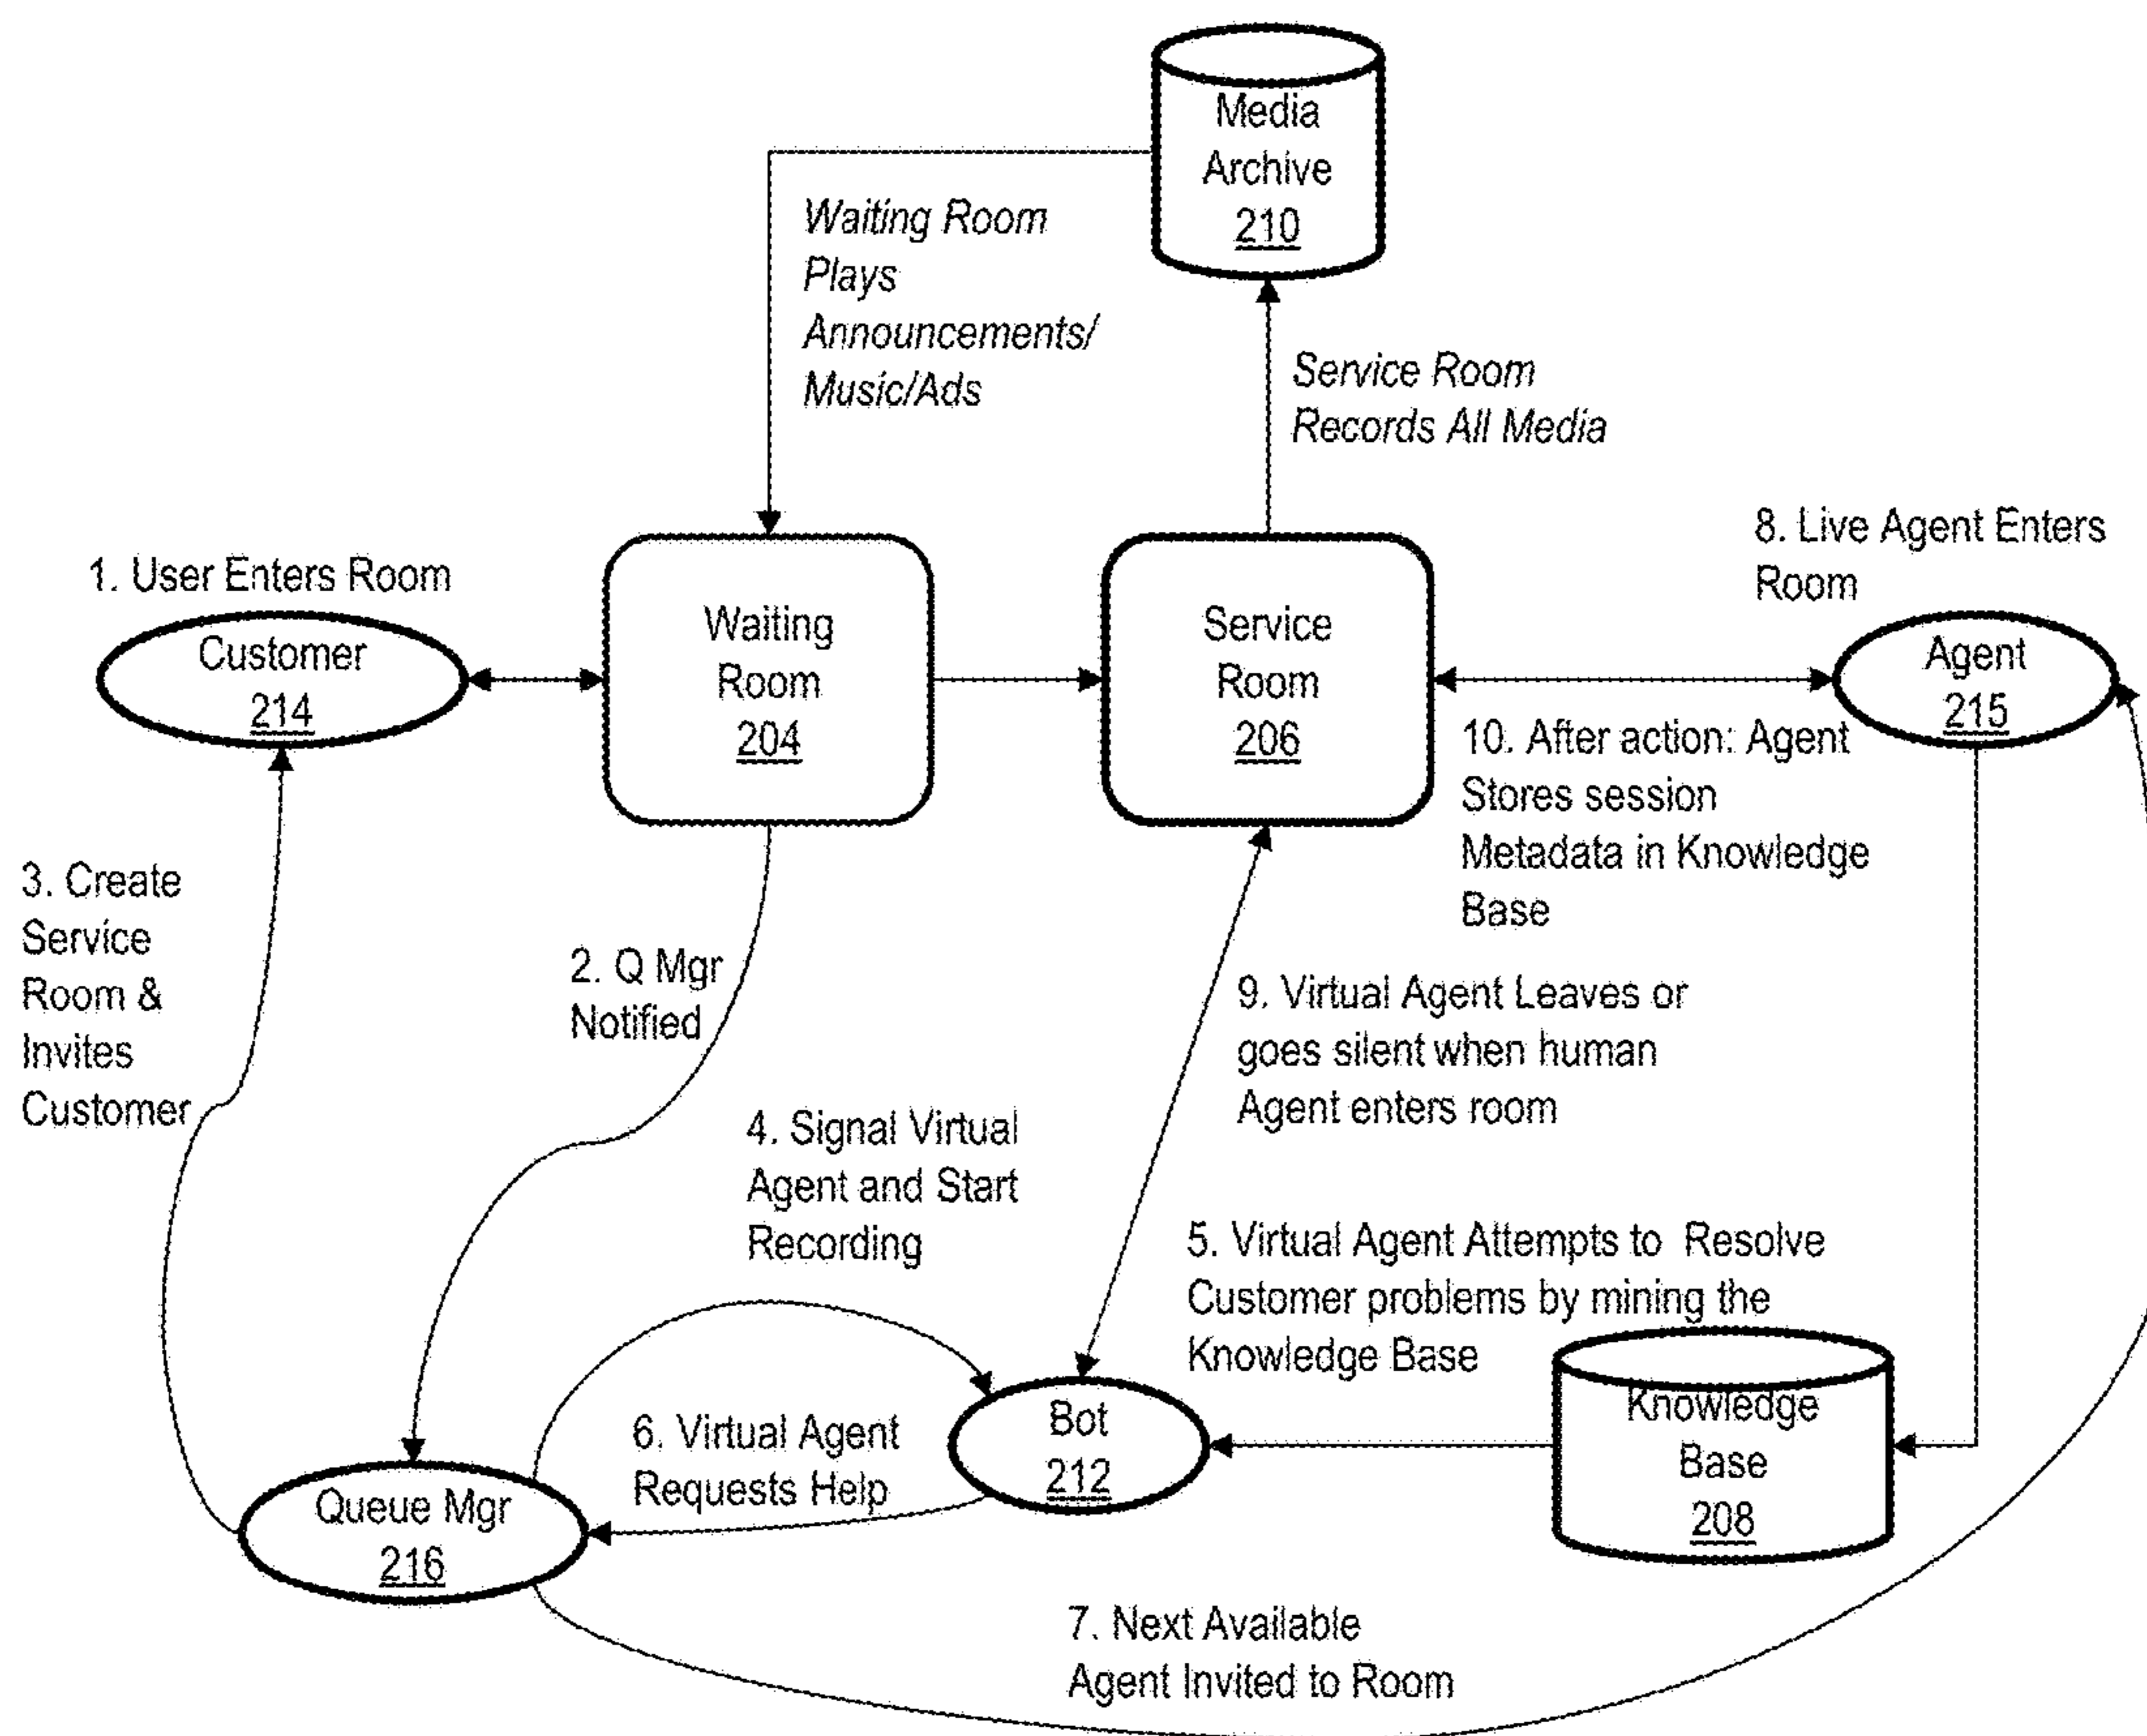 Media
Archive
210
Waiting Room
Plays
Announcements/
Music/Ads
Service Room
Records All Media
8. Live Agent Enters
Room
1. User Enters Room
Customer
214
Waiting
Room
204
Service
Room
206
Agent
215
10. After action: Agent
Stores session
Metadata in Knowledge
Base
3. Create
Service
Room &
Invites
Customer
2. Q Mgr
Notified
9. Virtual Agent Leaves or
goes silent when human
Agent enters room
4. Signal Virtual
Agent and Start
Recording
5. Virtual Agent Attempts to Resolve
Customer problems by mining the
Knowledge Base
6. Virtual Agent
Requests Help
Bot
212
Knowledge
Base
208
Queue Mgr
216
7. Next Available
Agent Invited to Room